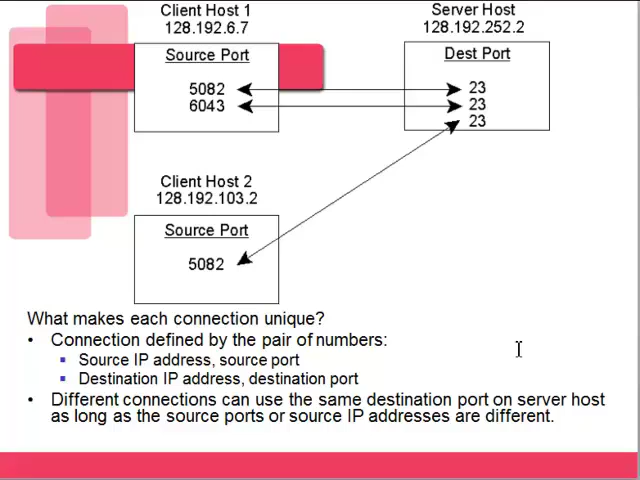 Client Host 1
128.192.6.7
Source Port
5082
6043
Server Host
128.192.252.2
Dest Port
23
23
23
Client Host 2
128.192.103.2
Source Port
5082
What makes each connection unique?
• Connection defined by the pair of numbers:
▪ Source IP address, source port
▪ Destination IP address, destination port
• Different connections can use the same destination port on server host
as long as the source ports or source IP addresses are different.